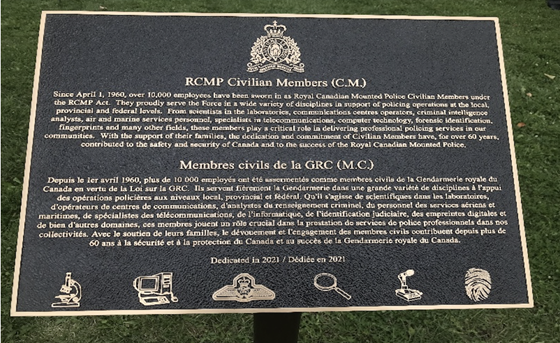 RCMP Civilian Members (C.M.)
Since April 1, 1960, over 10,000 employees have been sworn in as Royal Canadian Mounted Police Civilian Members under
the RCMP Act. They proudly serve the Force in a wide variety of disciplines in support of policing operations at the local,
provincial and federal levels. From scientists in the laboratories, communications centres operators, criminal intelligence
analysts, air and marine services personnel, specialists in telecommunications, computer technology, forensic identification,
fingerprints and many other fields, these members play a critical role in delivering professional policing services in our
communities. With the support of their families, the dedication and commitment of Civilian Members have, for over 60 years,
contributed to the safety and security of Canada and to the success of the Royal Canadian Mounted Police.
Membres civils de la GRC (M.C.)
Depuis le 1er avril 1960, plus de 10 000 employés ont été assermentés comme membres civils de la Gendarmerie royale du
Canada en vertu de la Loi sur la GRC. Ils servent fièrement la Gendarmerie dans une grande variété de disciplines à l'appui
des opérations policières aux niveaux local, provincial et fédéral. Qu'il s'agisse de scientifiques dans les laboratoires,
d'opérateurs de centres de communications, d'analystes du renseignement criminel, du personnel des services aériens et
maritimes, de spécialistes des télécommunications, de l'informatique, de l'identification judiciaire, des empreintes digitales et
de bien d'autres domaines, ces membres jouent un rôle crucial dans la prestation de services de police professionnels dans nos
collectivités. Avec le soutien de leurs familles, le dévouement et l'engagement des membres civils contribuent depuis plus de
60 ans à la sécurité et à la protection du Canada et au succès de la Gendarmerie royale du Canada.
Dedicated in 2021 / Dédiée en 2021